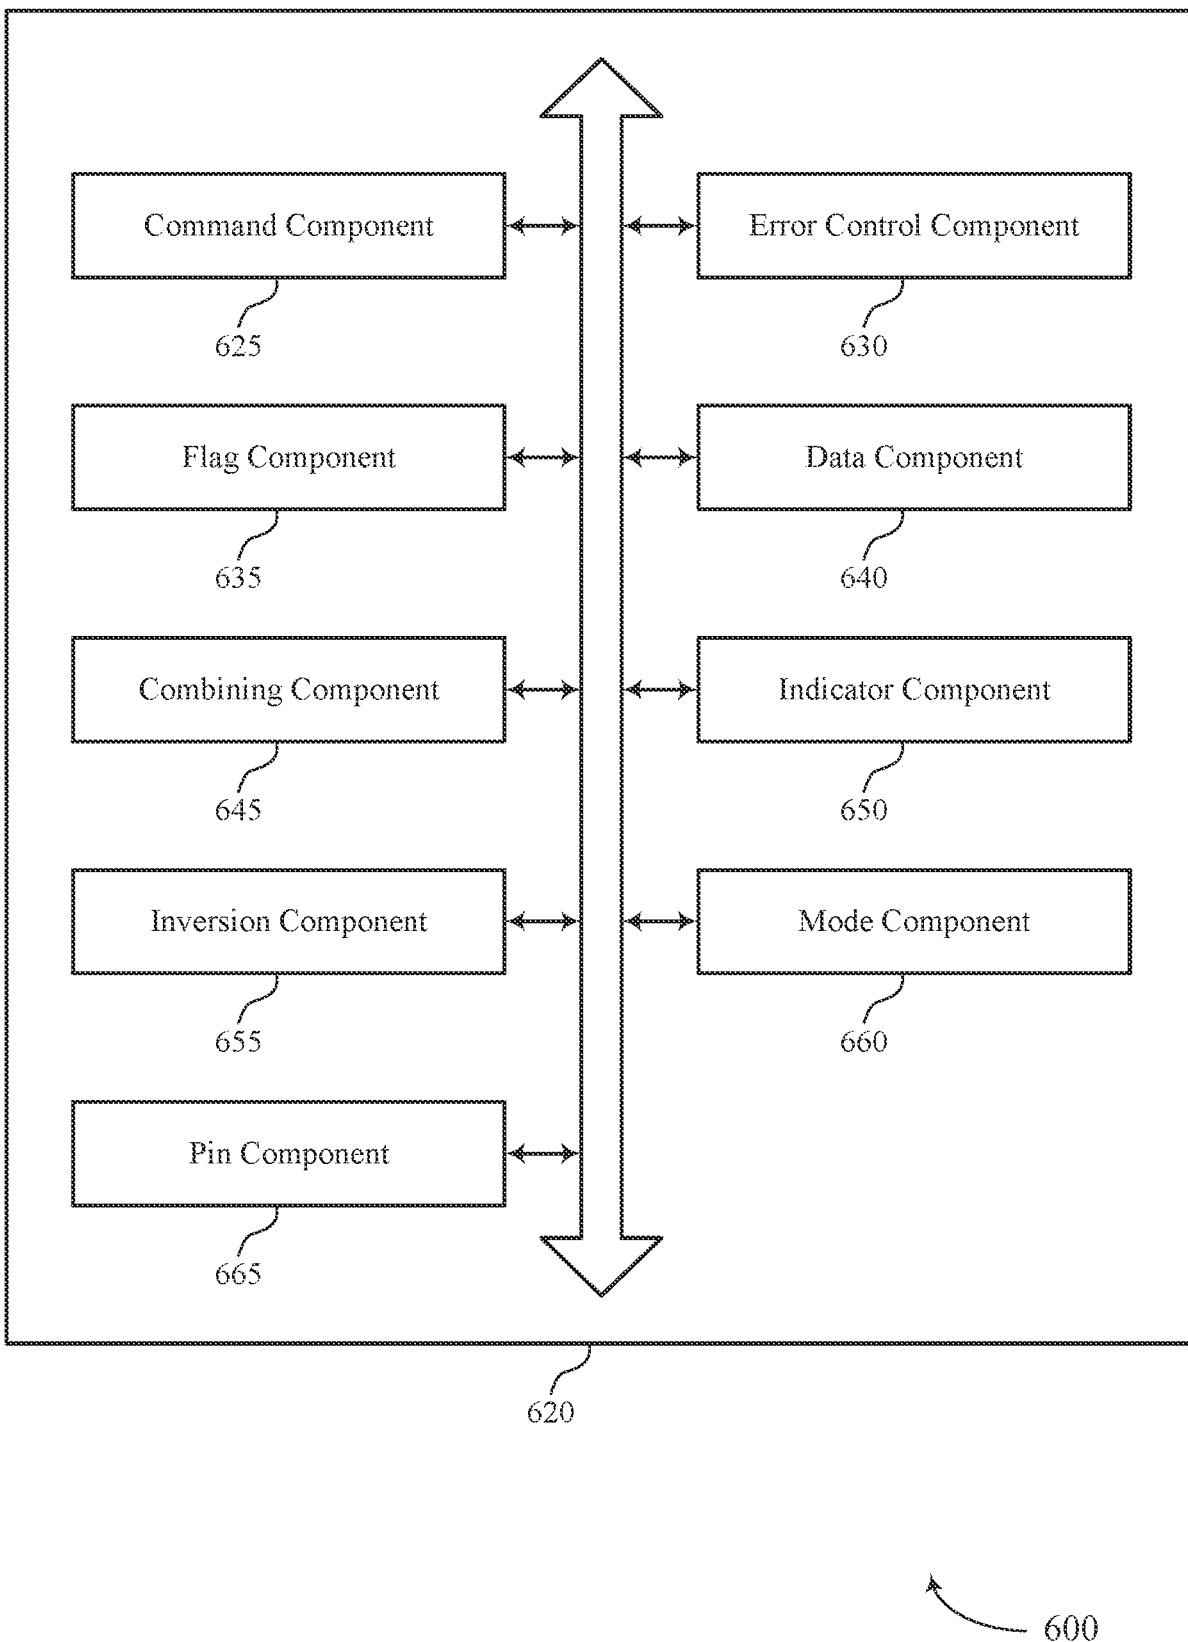 Command Component
Error Control Component
625
630
Flag Component
Data Component
635
640
Combining Component
Indicator Component
645
650
Inversion Component
Mode Component
655
660
Pin Component
665
620
600